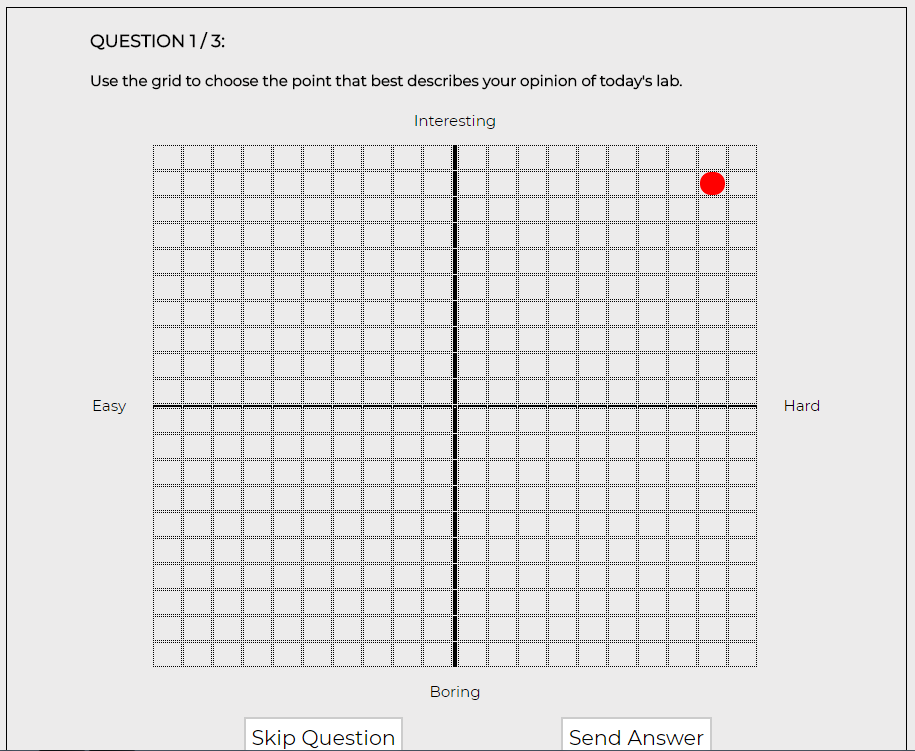 QUESTION 1 / 3:
Use the grid to choose the point that best describes your opinion of today's lab.
Interesting
Easy
Hard
Boring
Skip Question
Send Answer